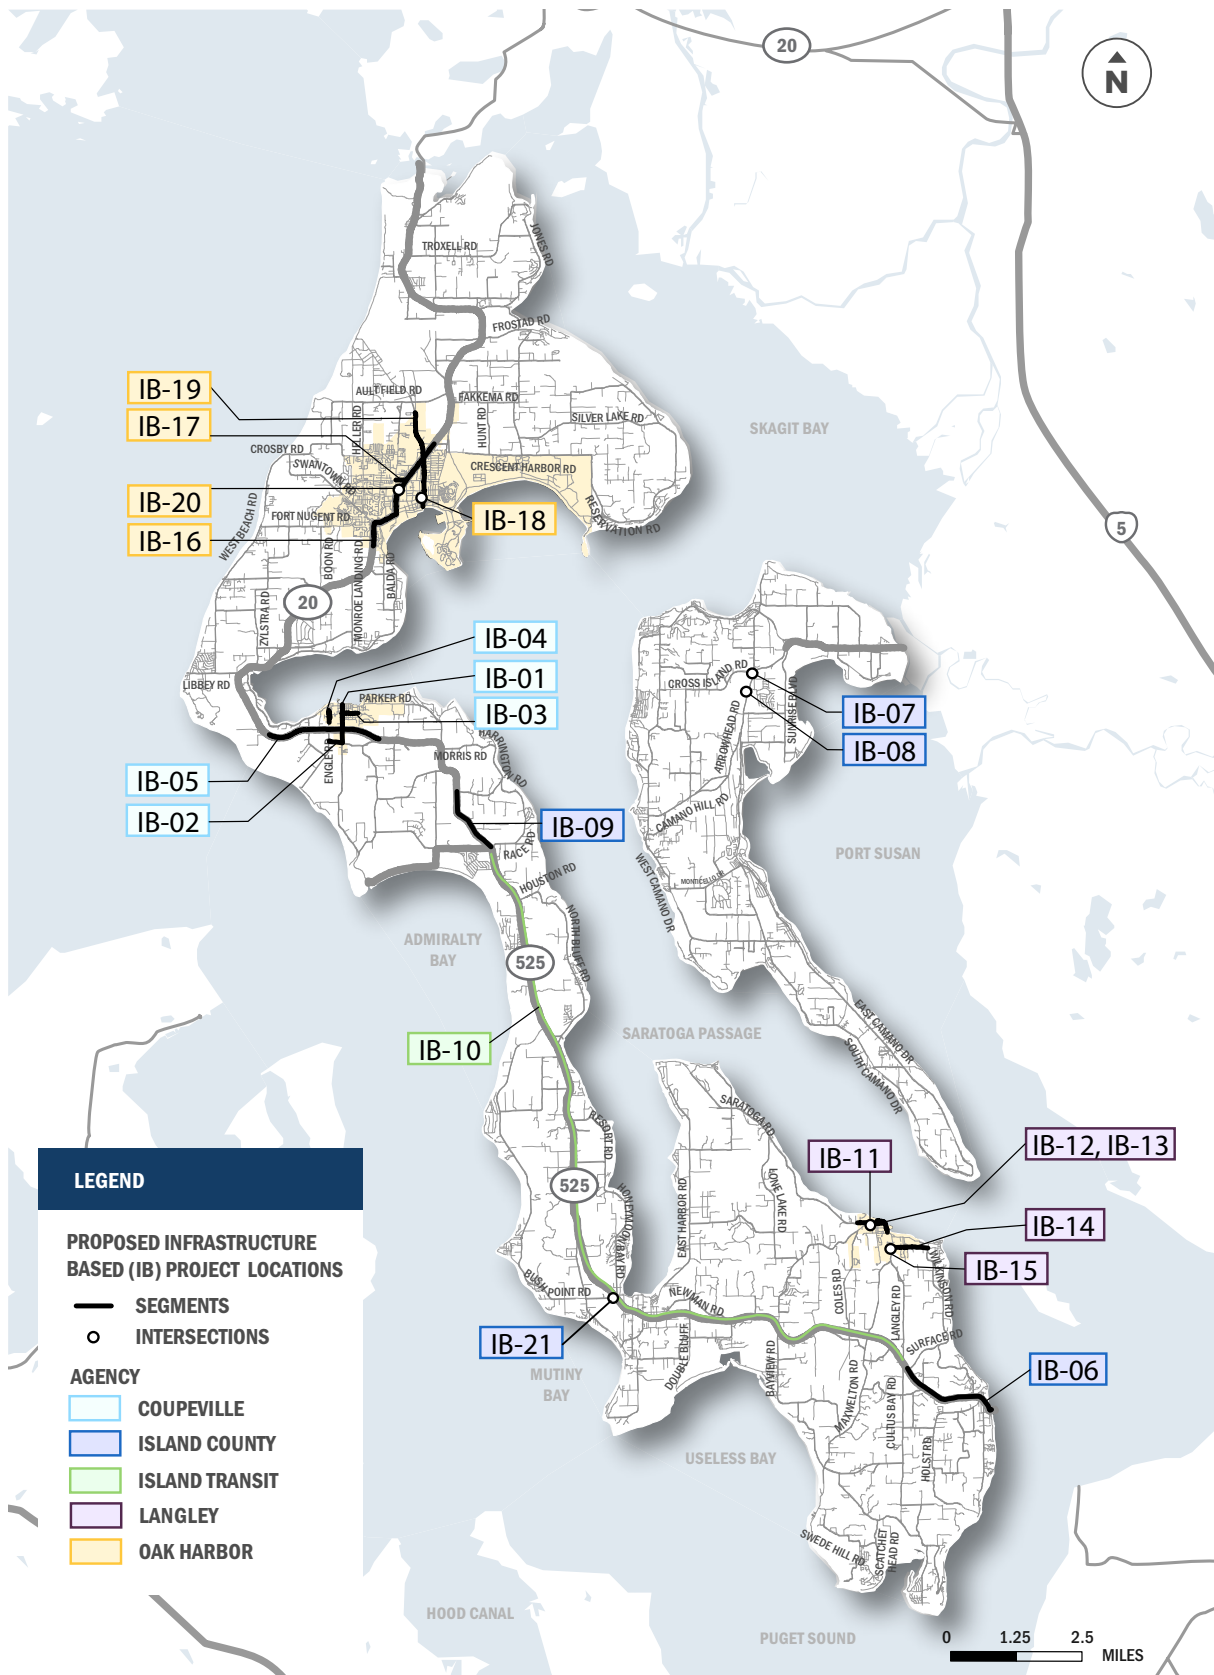 20
N
TROXELL RD
JONES RD
FROSTAD RD
IB-19
AULTFIELD RD
FAKKEMA RD
IB-17
HELLER RD
HUNT RD
SILVER LAKE RD
SKAGIT BAY
CROSBY RD
SWANTOWN RD
CRESCENT HARBOR RD
IB-20
WEST BEACH RD
FORT NUGENT RD
IB-18
RESERVATION RD
5
IB-16
BOON RD
MONROE LANDING RD
BALDA RD
20
ZYLSTRA RD
IB-04
LIBBEY RD
IB-01
PARKER RD
IB-03
CROSS ISLAND RD
IB-07
SUNRISE BLVD
ARROWHEAD RD
IB-08
ENGLE RD
HARRINGTON RD
MORRIS RD
IB-05
IB-02
IB-09
CAMANO HILL RD
RACE RD
PORT SUSAN
HOUSTON RD
WEST CAMANO DR
MONTICELLO DR
NORTH BLUFF RD
ADMIRALTY
BAY
525
EAST CAMANO DR
SARATOGA PASSAGE
SOUTH CAMANO DR
IB-10
SARATOGA RD
RESORT RD
IB-12, IB-13
IB-11
LEGEND
525
LONE LAKE RD
HONEYMOON BAY RD
EAST HARBOR RD
IB-14
IB-15
WILKINSON RD
PROPOSED INFRASTRUCTURE
BASED (IB) PROJECT LOCATIONS
SEGMENTS
INTERSECTIONS
BUSH POINT RD
NEWMAN RD
COLES RD
LANGLEY RD
SURFACE RD
IB-21
MUTINY
BAY
DOUBLE BLUFF
BAYVIEW RD
MAXWELTON RD
CULTUS BAY RD
IB-06
AGENCY
COUPEVILLE
ISLAND COUNTY
ISLAND TRANSIT
LANGLEY
OAK HARBOR
USELESS BAY
HOLST RD
SWEDE HILL RD
SCATCHET
HEAD RD
HOOD CANAL
PUGET SOUND
0 1.25 2.5
MILES